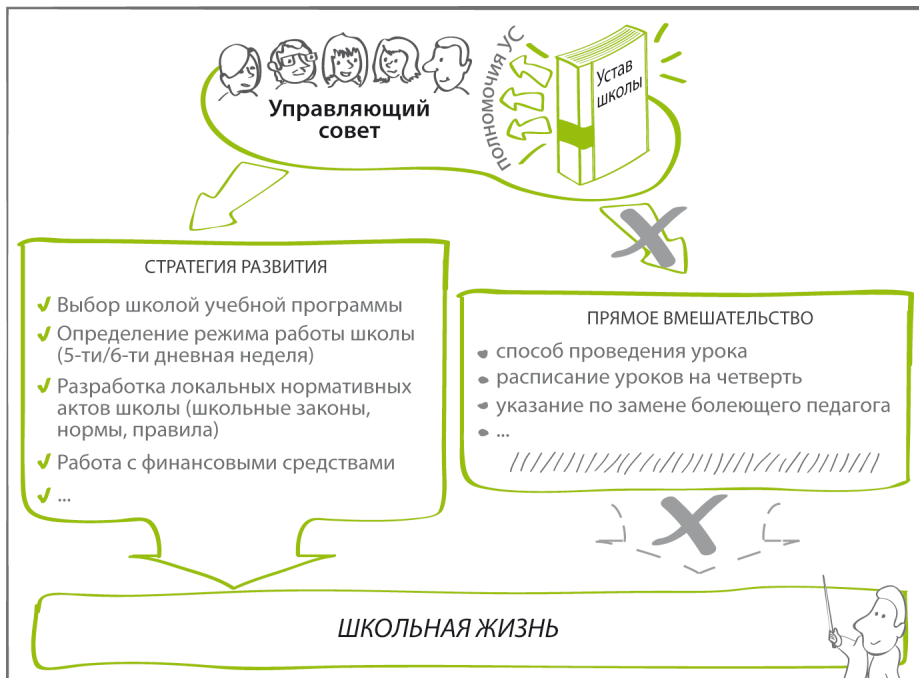 Управляющий
совет
полномочия УС
Устав
школы
СТРАТЕГИЯ РАЗВИТИЯ
Выбор школой учебной программы
Определение режима работы школы
(5-ти/6-ти дневная неделя)
Разработка локальных нормативных
актов школы (школьные законы,
нормы, правила)
Работа с финансовыми средствами
...
ПРЯМОЕ ВМЕШАТЕЛЬСТВО
способ проведения урока
расписание уроков на четверть
указание по замене болеющего педагога
...
ШКОЛЬНАЯ ЖИЗНЬ